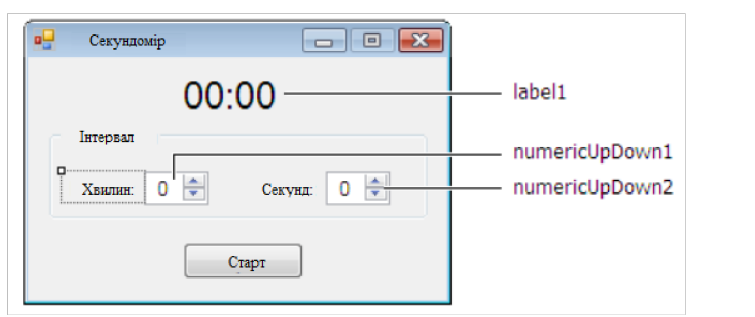 Секундомір
00:00
label1
Інтервал
numericUpDown1
Хвилин: 0 Секунд: 0
numericUpDown2
Старт